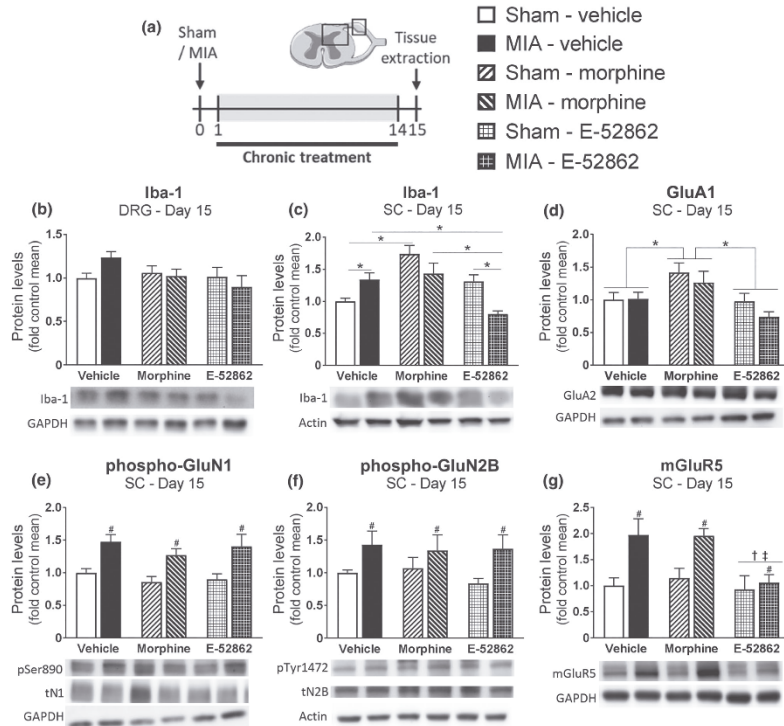 (a)
Sham
/ MIA
Tissue
extraction
0 1 14 15
Chronic treatment
Sham - vehicle
MIA - vehicle
Sham - morphine
MIA - morphine
Sham - E-52862
MIA - E-52862
(b)
Iba-1
DRG - Day 15
Protein levels
(fold control mean)
1.5
1.0
0.5
0
Vehicle Morphine E-52862
Iba-1
GAPDH
(c)
Iba-1
SC - Day 15
Protein levels
(fold control mean)
2.0
1.5
1.0
0.5
0
* * * * *
Vehicle Morphine E-52862
Iba-1
Actin
(d)
GluA1
SC - Day 15
Protein levels
(fold control mean)
2.0
1.5
1.0
0.5
0
* *
Vehicle Morphine E-52862
GluA2
GAPDH
(e)
phospho-GluN1
SC - Day 15
Protein levels
(fold control mean)
2.0
1.5
1.0
0.5
0
# # #
Vehicle Morphine E-52862
pSer890
tN1
GAPDH
(f)
phospho-GluN2B
SC - Day 15
Protein levels
(fold control mean)
2.0
1.5
1.0
0.5
0
# # #
Vehicle Morphine E-52862
pTyr1472
tN2B
Actin
(g)
mGluR5
SC - Day 15
Protein levels
(fold control mean)
2.5
2.0
1.5
1.0
0.5
0
# # † ‡ #
Vehicle Morphine E-52862
mGluR5
GAPDH